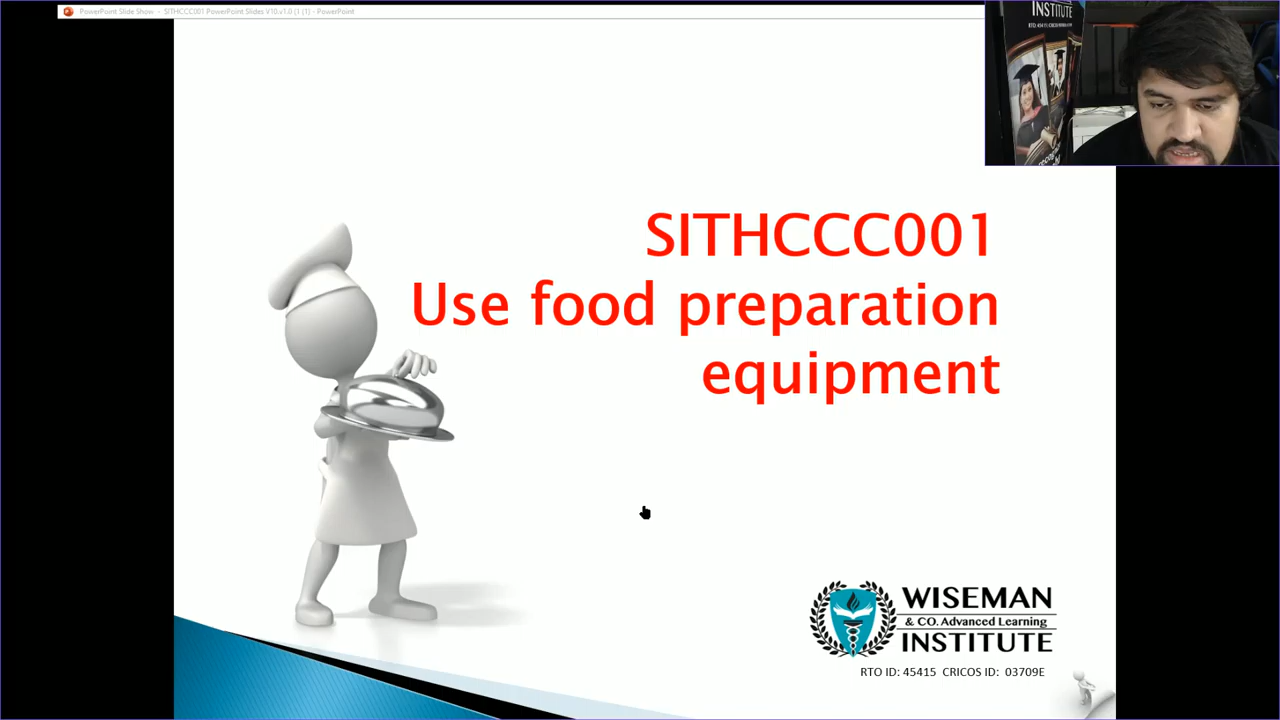 PowerPoint Slide Show - SITHCCC001 PowerPoint Slides V10.v1.0 (1 (1) - PowerPoint
INSTITUTE
SITHCCC001
Use food preparation
equipment
WISEMAN
& CO. Advanced Learning
INSTITUTE
RTO ID: 45415 CRICOS ID: 03709E